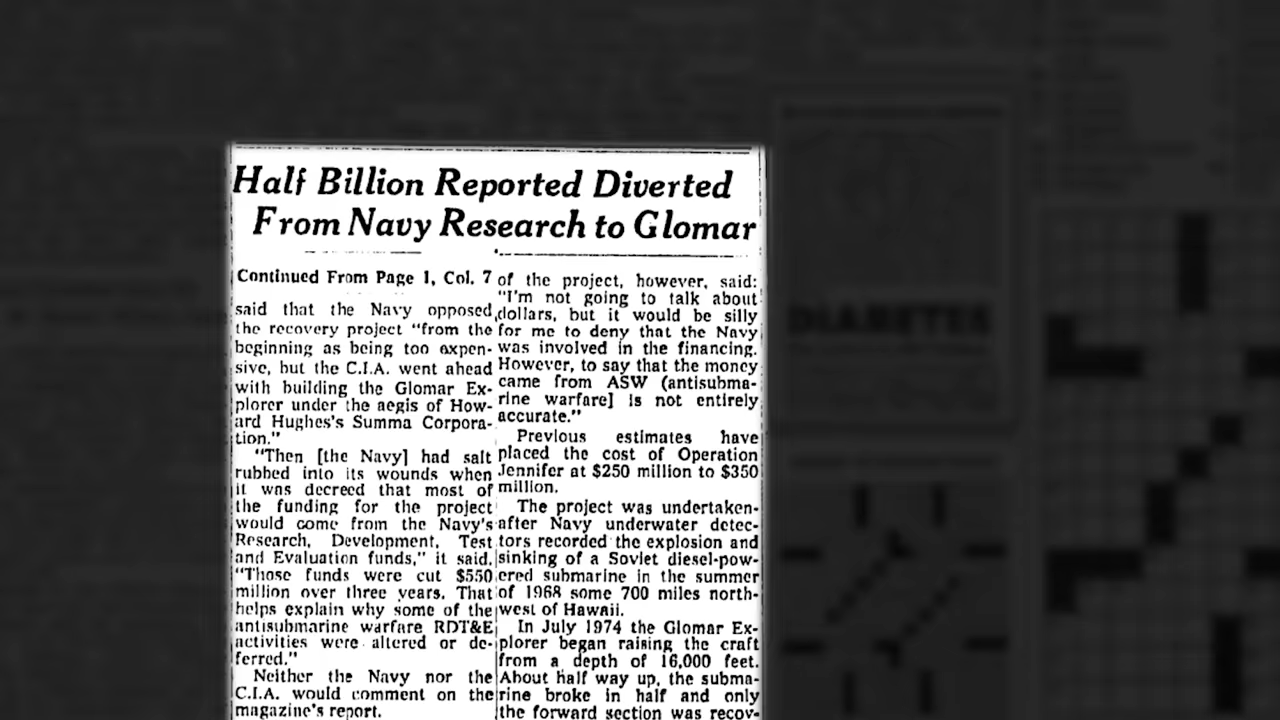 Half Billion Reported Diverted
From Navy Research to Glomar
Continued From Page 1, Col. 7
said that the Navy opposed
the recovery project "from the
beginning as being too expen-
sive, but the C.I.A. went ahead
with building the Glomar Ex-
plorer under the aegis of How-
ard Hughes's Summa Corpora-
tion."
"Then [the Navy] had salt
rubbed into its wounds when
it was decreed that most of
the funding for the project
would come from the Navy's
Research, Development, Test
and Evaluation funds," it said.
"Those funds were cut $550
million over three years. That
helps explain why some of the
antisubmarine warfare RDT&E
activities were altered or de-
ferred."
Neither the Navy nor the
C.I.A. would comment on the
magazine's report.
of the project, however, said:
"I'm not going to talk about
dollars, but it would be silly
for me to deny that the Navy
was involved in the financing.
However, to say that the money
came from ASW (antisubma-
rine warfare] is not entirely
accurate."
Previous estimates have
placed the cost of Operation
Jennifer at $250 million to $350
million.
The project was undertaken
after Navy underwater detec-
tors recorded the explosion and
sinking of a Soviet diesel-pow-
ered submarine in the summer
of 1968 some 700 miles north-
west of Hawaii.
In July 1974 the Glomar Ex-
plorer began raising the craft
from a depth of 16,000 feet.
About half way up, the subma-
rine broke in half and only
the forward section was recov-
DIABETES